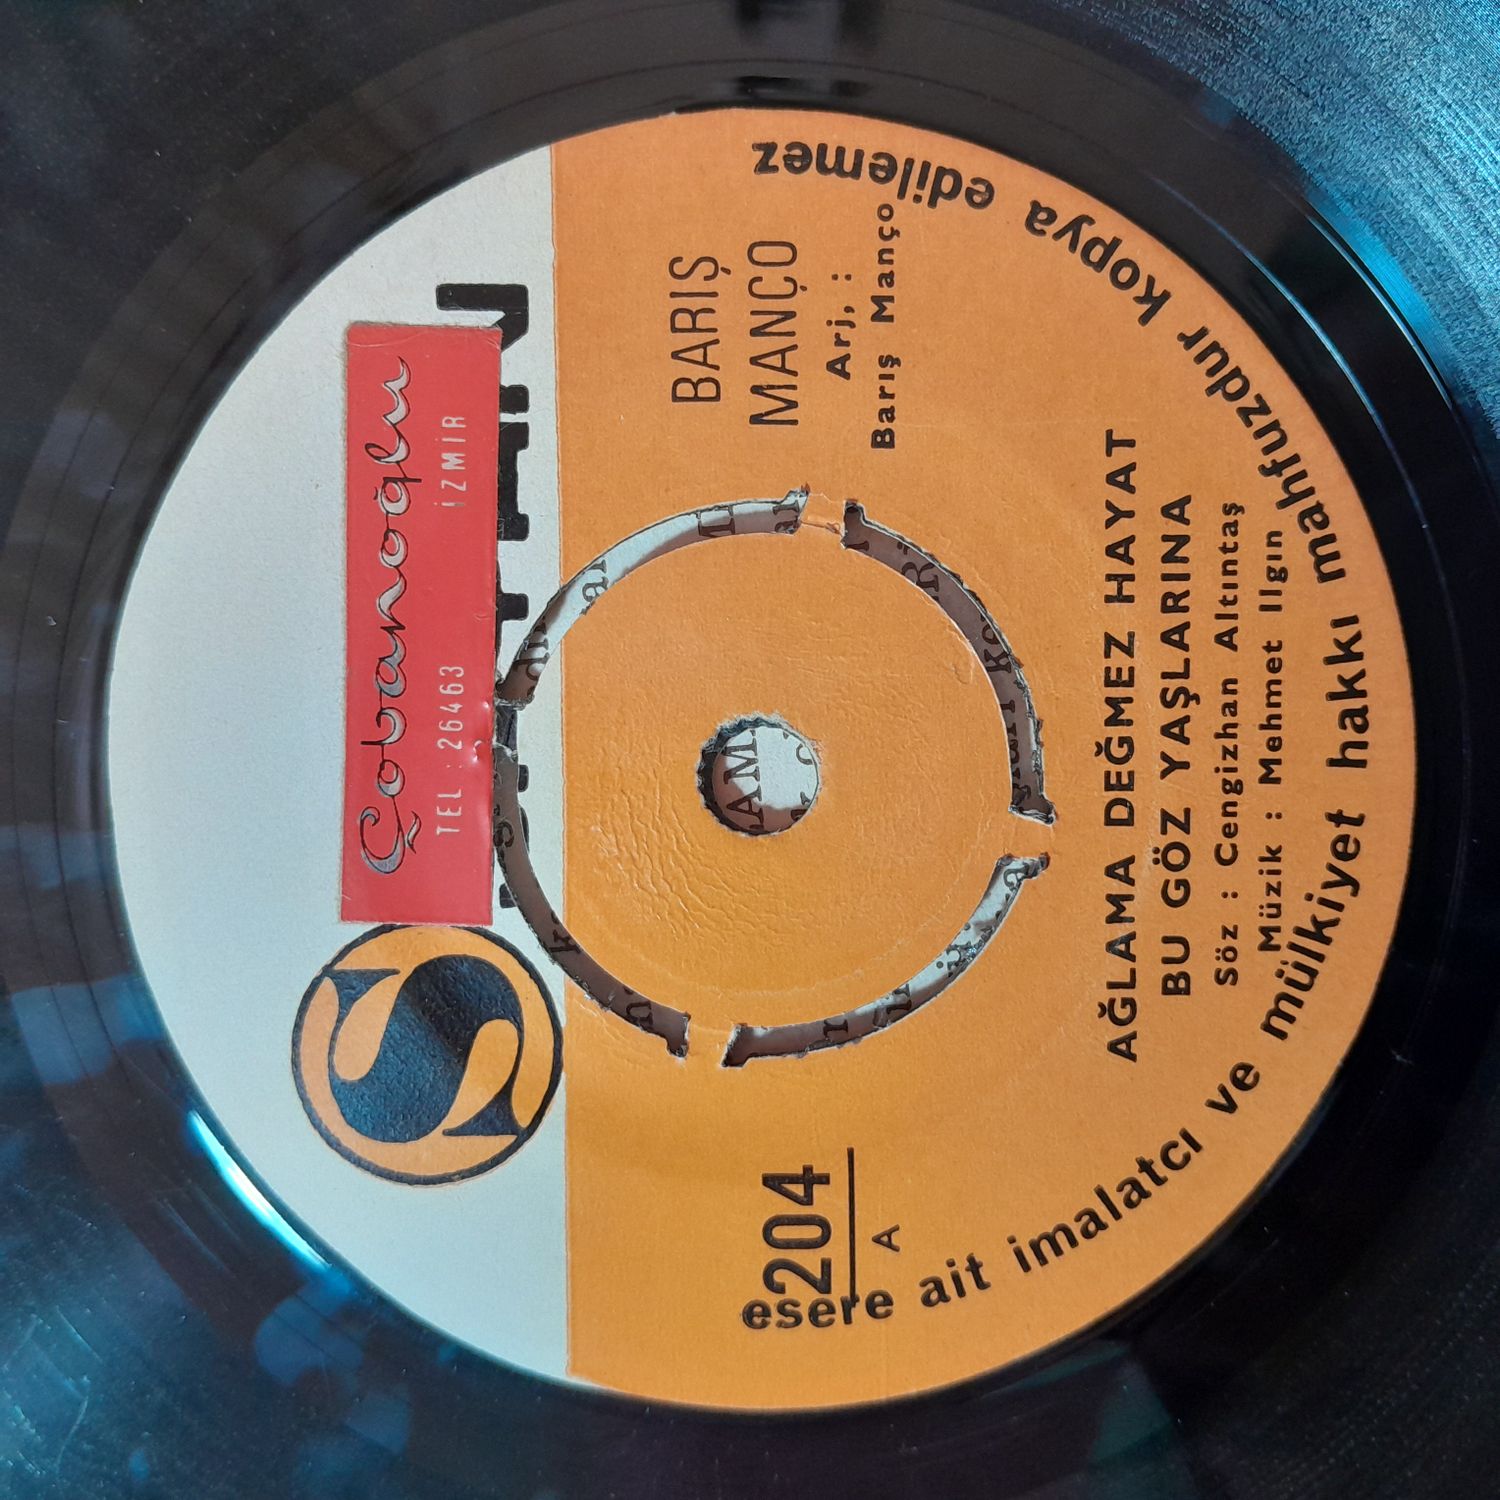 Çobanoğlu
TEL : 26463 İZMİR
S
204
A
BARIŞ
MANÇO
Arj. :
Barış Manço
AĞLAMA DEĞMEZ HAYAT
BU GÖZ YAŞLARINA
Söz : Cengizhan Altıntaş
Müzik : Mehmet Ilgın
esere ait imalatcı ve mülkiyet hakkı mahfuzdur kopya edilemez